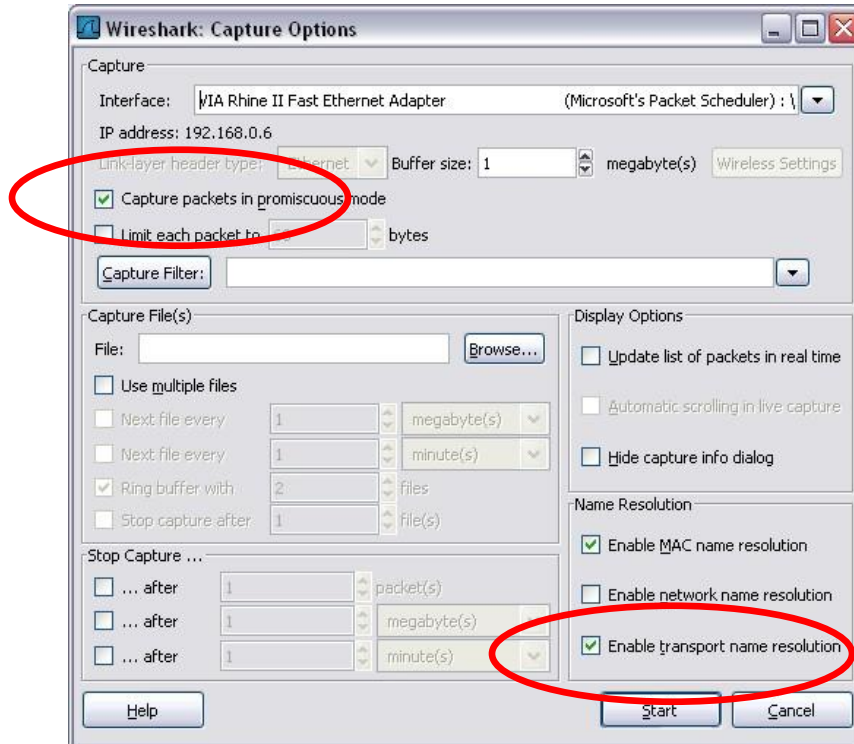 Wireshark: Capture Options
Capture
Interface: VIA Rhine II Fast Ethernet Adapter (Microsoft's Packet Scheduler) : \
IP address: 192.168.0.6
Link-layer header type: Ethernet Buffer size: 1 megabyte(s) Wireless Settings
Capture packets in promiscuous mode
Limit each packet to 68 bytes
Capture Filter:
Capture File(s)
File: Browse...
Use multiple files
Next file every 1 megabyte(s)
Next file every 1 minute(s)
Ring buffer with 2 files
Stop capture after 1 file(s)
Display Options
Update list of packets in real time
Automatic scrolling in live capture
Hide capture info dialog
Stop Capture ...
... after 1 packet(s)
... after 1 megabyte(s)
... after 1 minute(s)
Name Resolution
Enable MAC name resolution
Enable network name resolution
Enable transport name resolution
Help Start Cancel